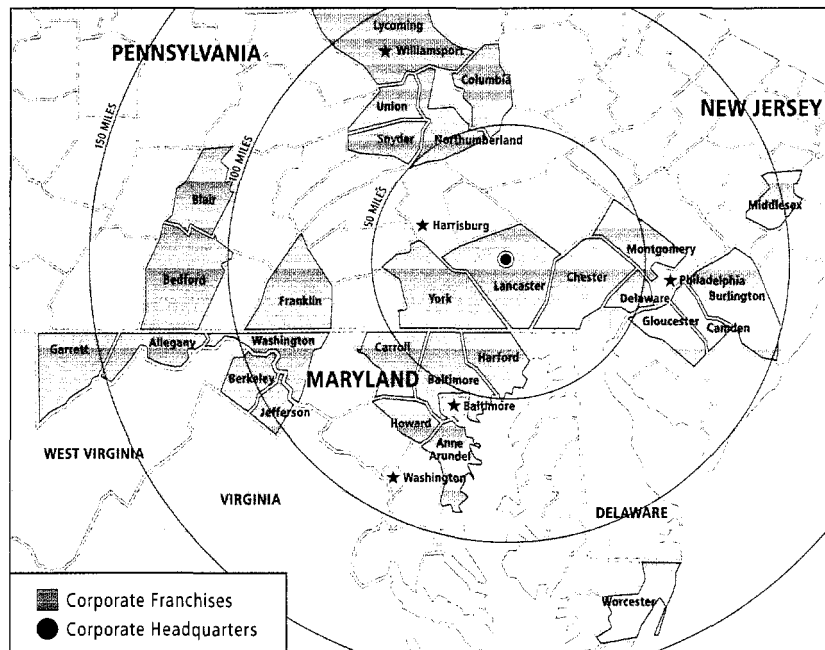 Lycoming
PENNSYLVANIA
Williamsport
Columbia
Union
NEW JERSEY
150 MILES
100 MILES
Snyder
Northumberland
50 MILES
Blair
Middlesex
Harrisburg
Montgomery
Bedford
Franklin
York
Lancaster
Chester
Philadelphia
Delaware
Burlington
Gloucester
Camden
Garrett
Allegany
Washington
Carroll
Harford
Berkeley
MARYLAND
Baltimore
Jefferson
Baltimore
Howard
Anne
Arundel
WEST VIRGINIA
Washington
VIRGINIA
DELAWARE
Corporate Franchises
Worcester
Corporate Headquarters